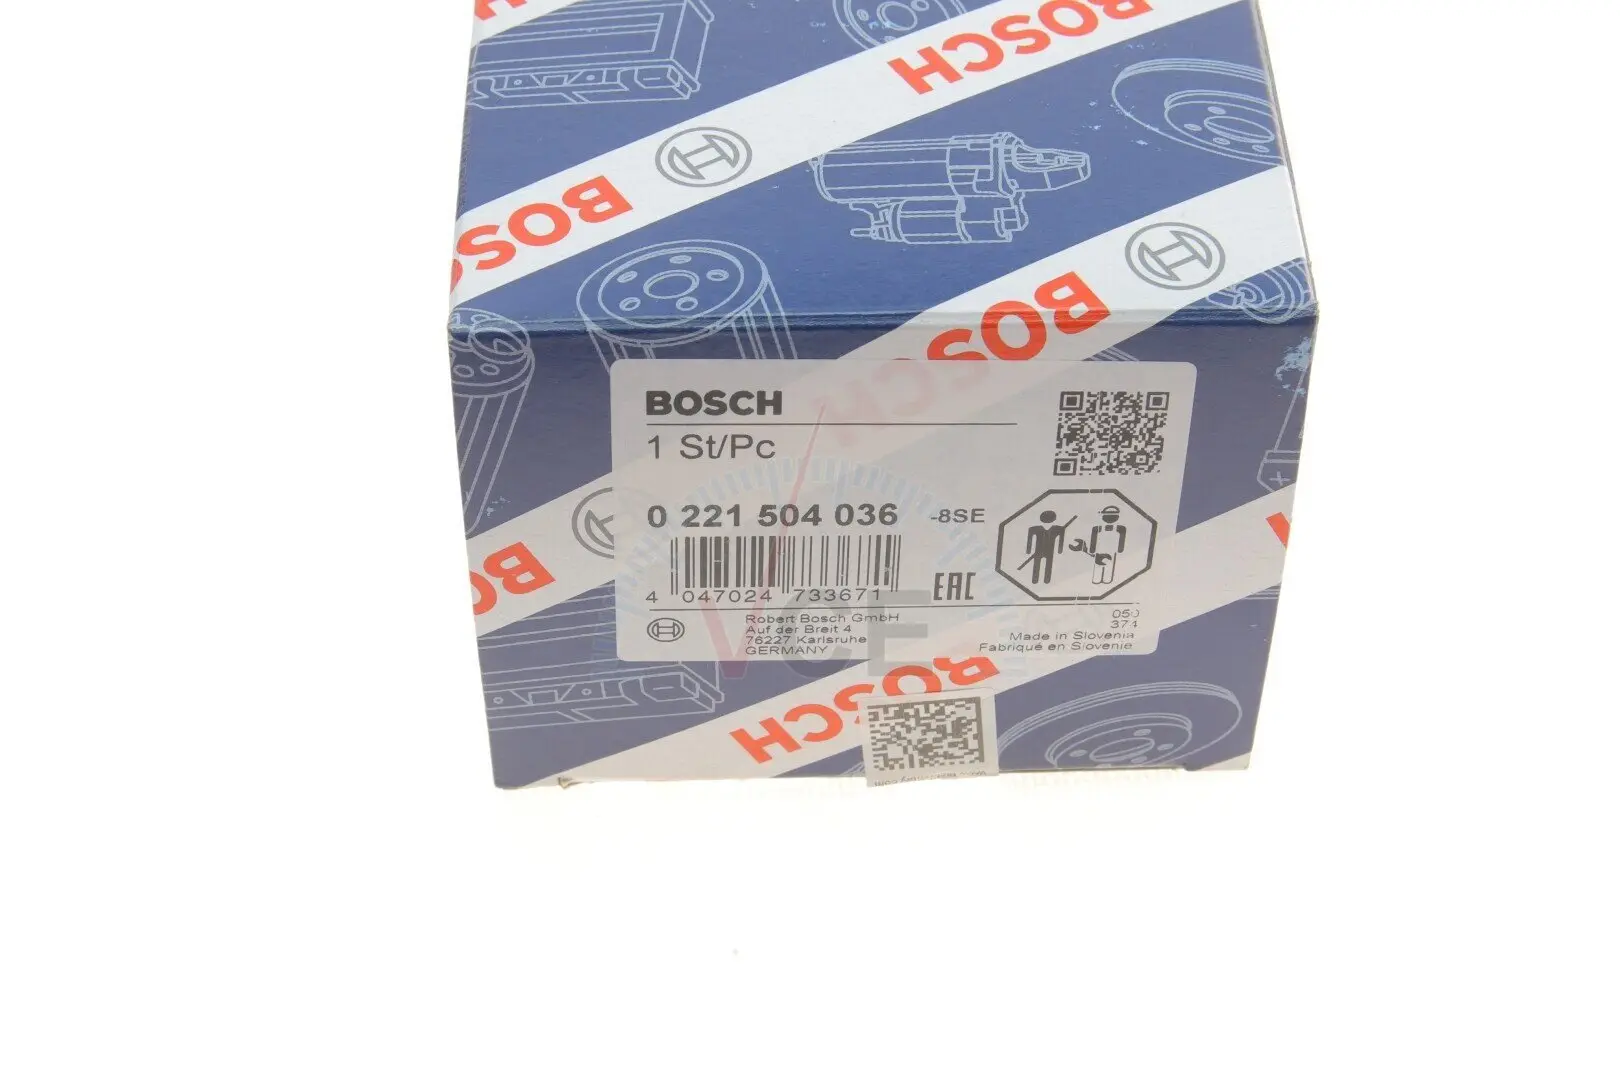 BOSCH
BOSCH
BOSCH
BOSCH
1 St/Pc
0 221 504 036 -8SE
4 047024 733671
EAC
Robert Bosch GmbH
Auf der Breit 4
76227 Karlsruhe
GERMANY
050
374
Made in Slovenia
Fabriqué en Slovenie
VCE
BOSCH
BOSCH